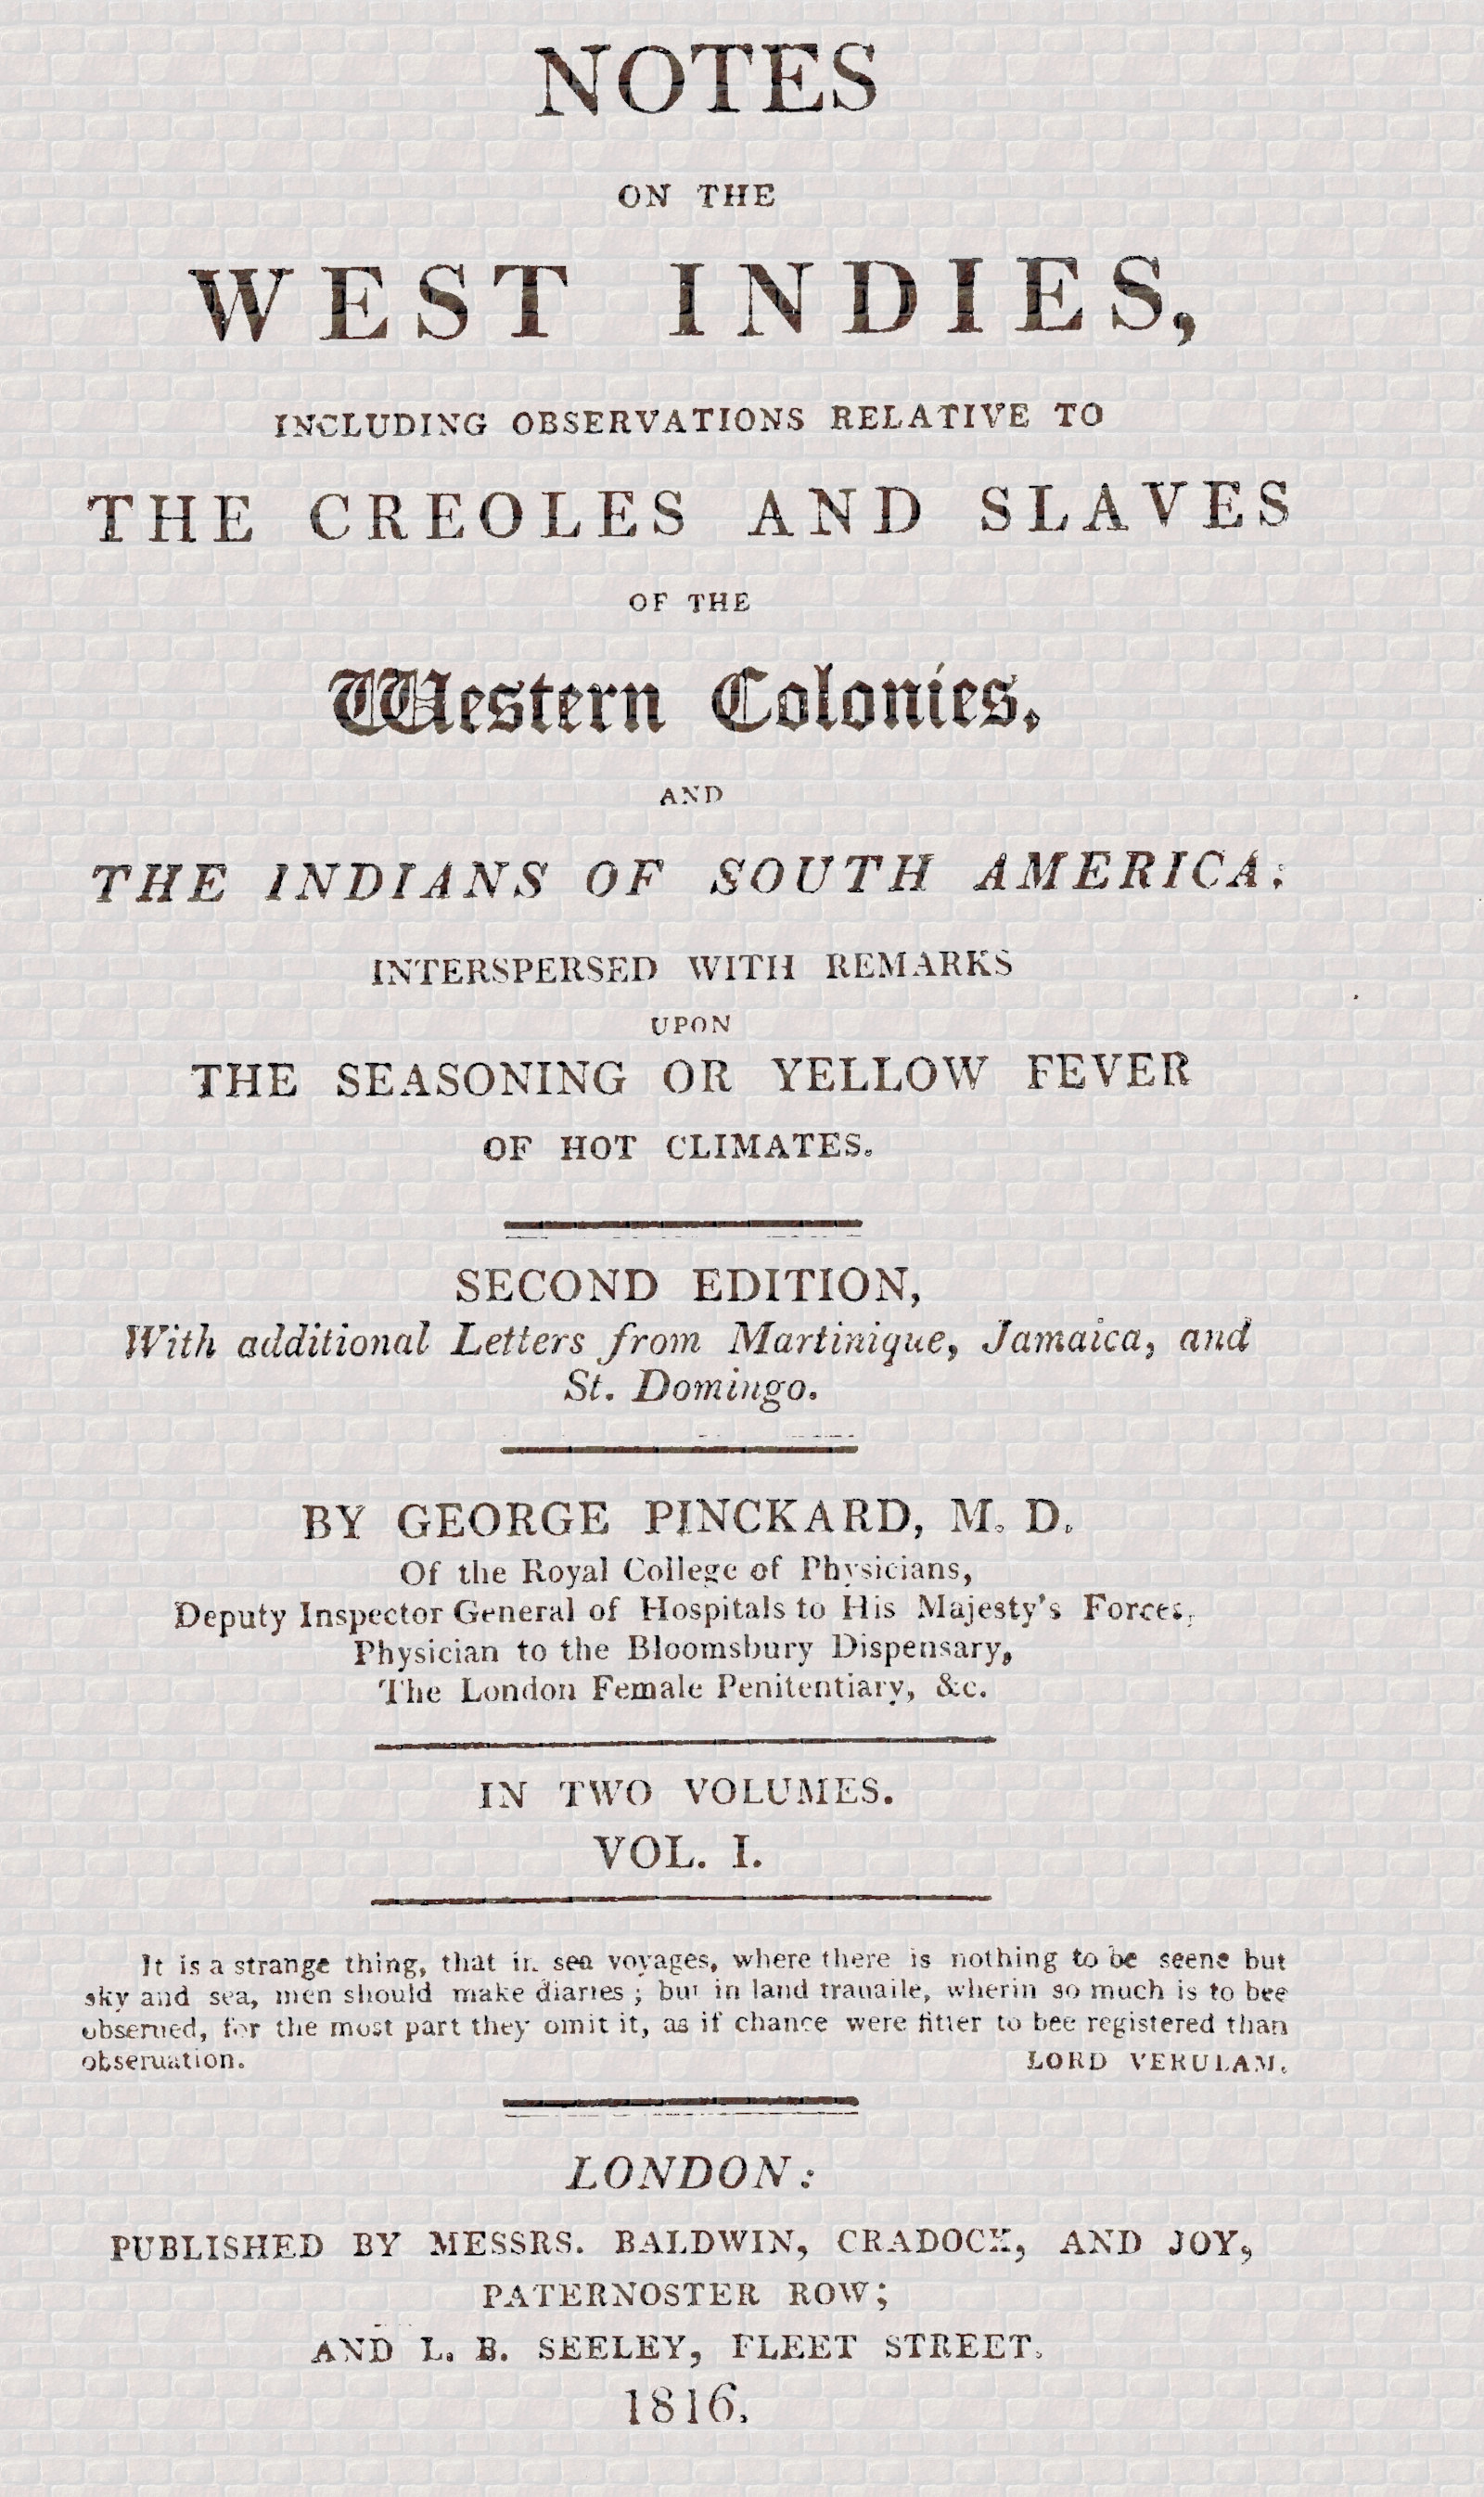 NOTES
ON THE
WEST INDIES,
INCLUDING OBSERVATIONS RELATIVE TO
THE CREOLES AND SLAVES
OF THE
Western Colonies,
AND
THE INDIANS OF SOUTH AMERICA:
INTERSPERSED WITH REMARKS
UPON
THE SEASONING OR YELLOW FEVER
OF HOT CLIMATES.
SECOND EDITION,
With additional Letters from Martinique, Jamaica, and
St. Domingo.
BY GEORGE PINCKARD, M. D.
Of the Royal College of Physicians,
Deputy Inspector General of Hospitals to His Majesty's Forces,
Physician to the Bloomsbury Dispensary,
The London Female Penitentiary, &c.
IN TWO VOLUMES.
VOL. I.
It is a strange thing, that in sea voyages, where there is nothing to be seene but
sky and sea, men should make diaries; but in land trauaile, wherin so much is to bee
obserued, for the most part they omit it, as if chance were fitter to bee registered than
obseruation. LORD VERULAM.
LONDON:
PUBLISHED BY MESSRS. BALDWIN, CRADOCK, AND JOY,
PATERNOSTER ROW;
AND L. B. SEELEY, FLEET STREET.
1816.